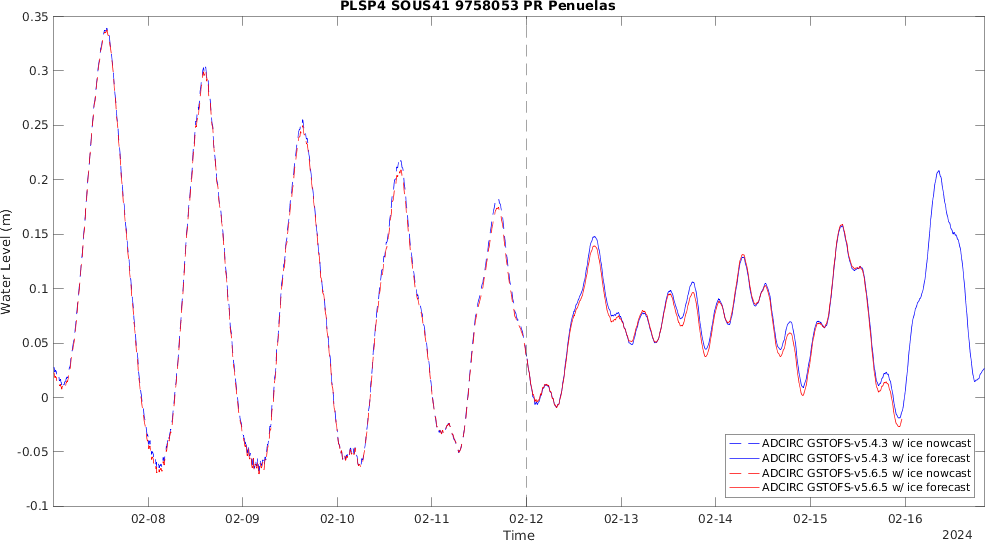 PLSP4 SOUS41 9758053 PR Penuelas
0.35
0.3
0.25
0.2
0.15
0.1
0.05
0
-0.05
-0.1
Water Level (m)
ADCIRC GSTOFS-v5.4.3 w/ ice nowcast
ADCIRC GSTOFS-v5.4.3 w/ ice forecast
ADCIRC GSTOFS-v5.6.5 w/ ice nowcast
ADCIRC GSTOFS-v5.6.5 w/ ice forecast
02-08 02-09 02-10 02-11 02-12 02-13 02-14 02-15 02-16
Time
2024